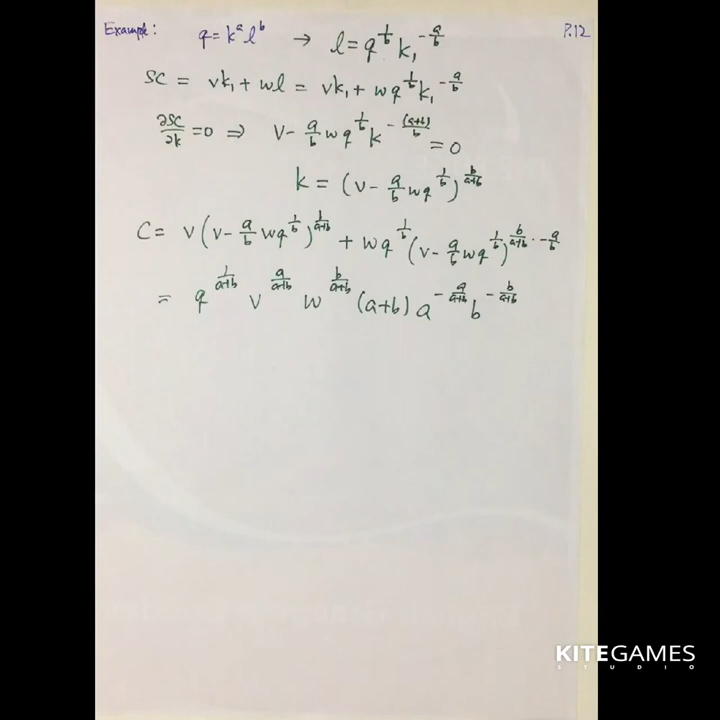 Example: q = k^a l^b → l = q^{1/b} k_1^{-a/b} P.12
SC = vk_1 + wl = vk_1 + wq^{1/b} k_1^{-a/b}
∂SC/∂k = 0 ⇒ v - a/b wq^{1/b} k^{-(a+b)/b} = 0
k = (v - a/b wq^{1/b})^{b/a+b}
C = v(v - a/b wq^{1/b})^{b/a+b} + wq^{1/b}(v - a/b wq^{1/b})^{b/a+b · -a/b}
= q^{1/a+b} v^{a/a+b} w^{b/a+b} (a+b) a^{-a/a+b} b^{-b/a+b}
KITEGAMES
STUDIO